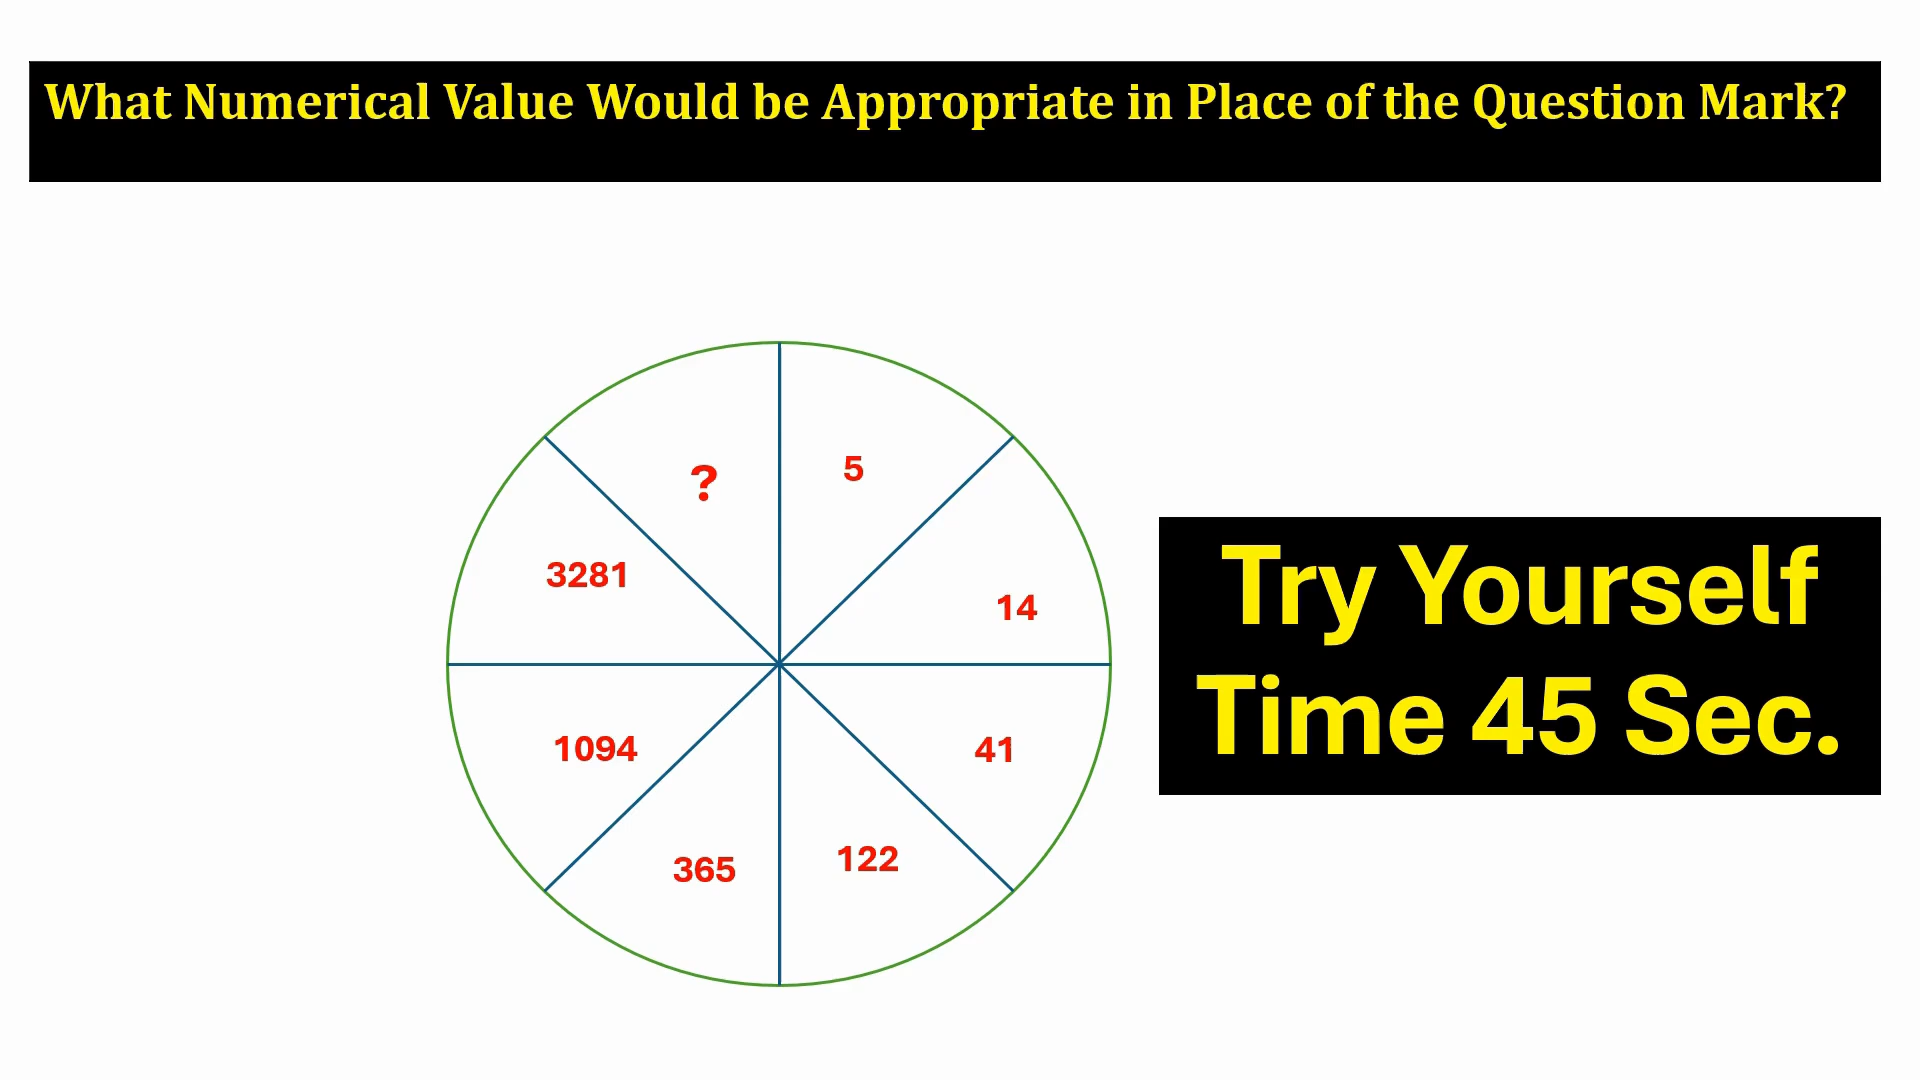 What Numerical Value Would be Appropriate in Place of the Question Mark?
?
5
3281
14
1094
41
365
122
Try Yourself
Time 45 Sec.